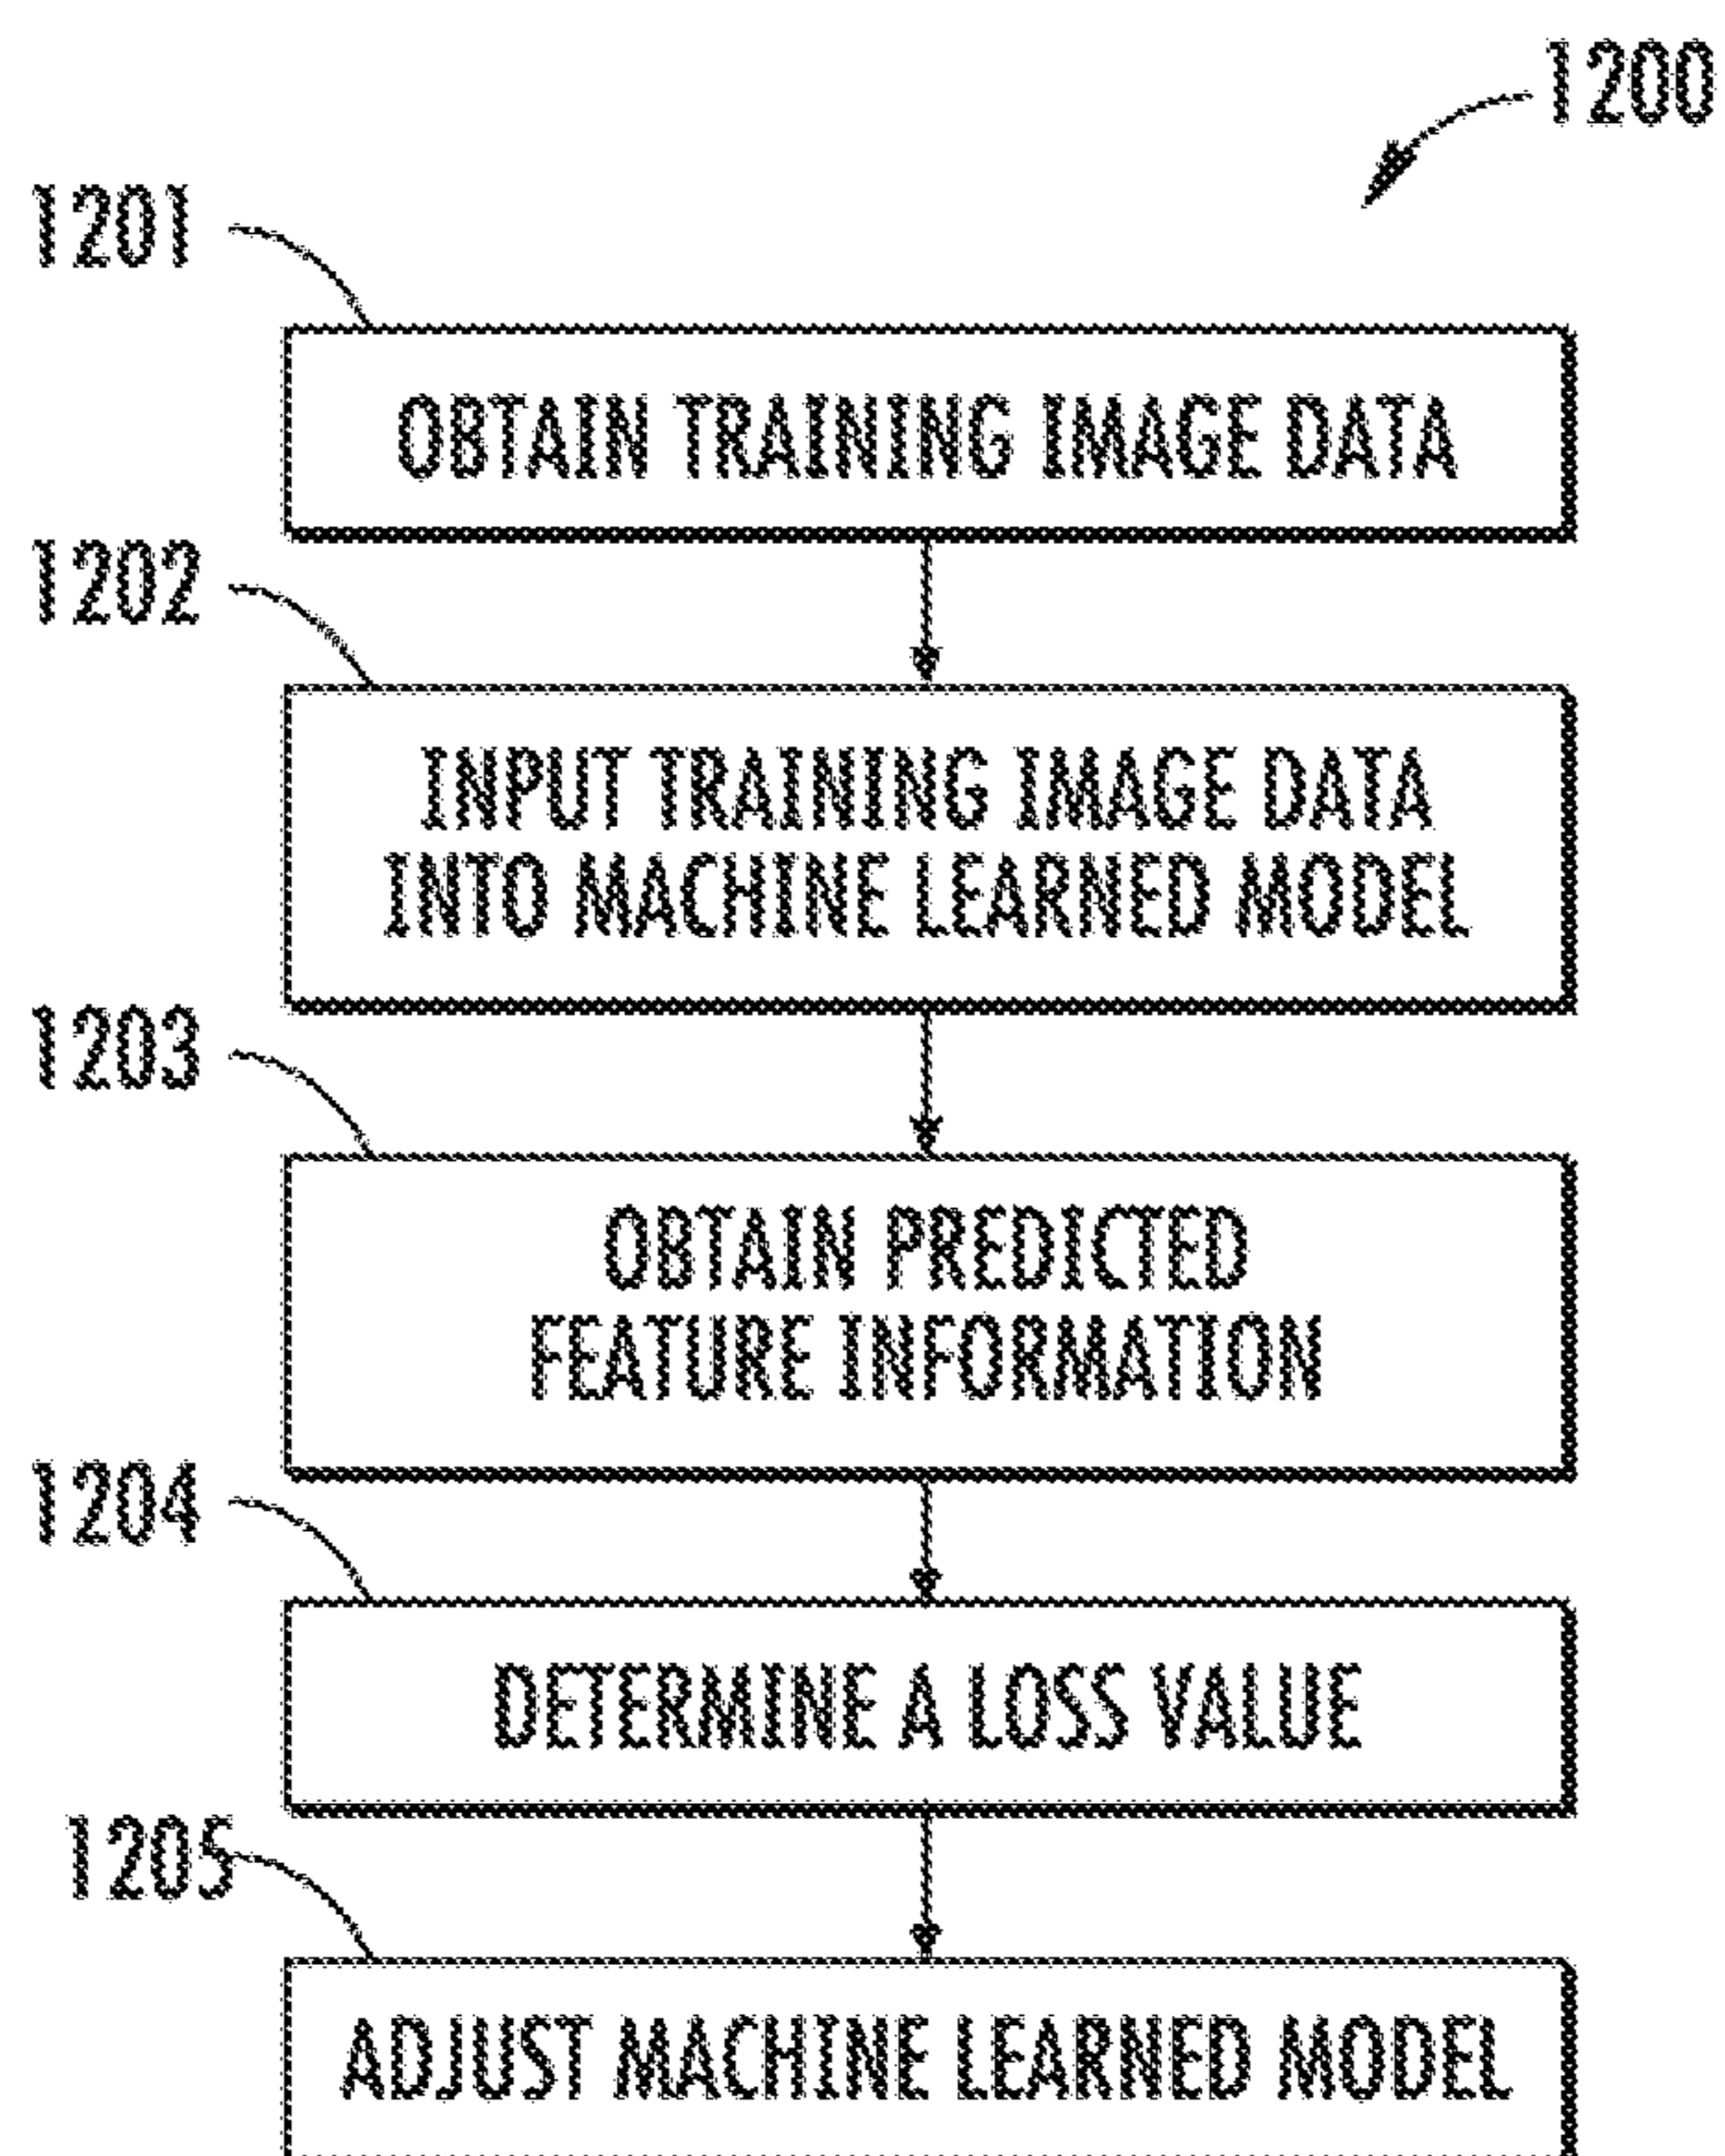 1200
1201
OBTAIN TRAINING IMAGE DATA
1202
INPUT TRAINING IMAGE DATA
INTO MACHINE LEARNED MODEL
1203
OBTAIN PREDICTED
FEATURE INFORMATION
1204
DETERMINE A LOSS VALUE
1205
ADJUST MACHINE LEARNED MODEL